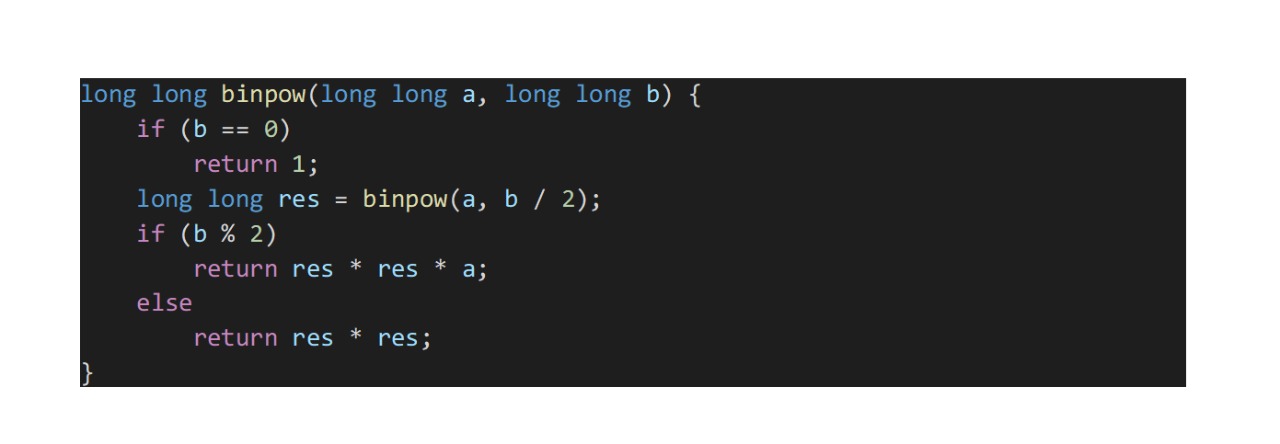 long long binpow(long long a, long long b) {
    if (b == 0)
        return 1;
    long long res = binpow(a, b / 2);
    if (b % 2)
        return res * res * a;
    else
        return res * res;
}